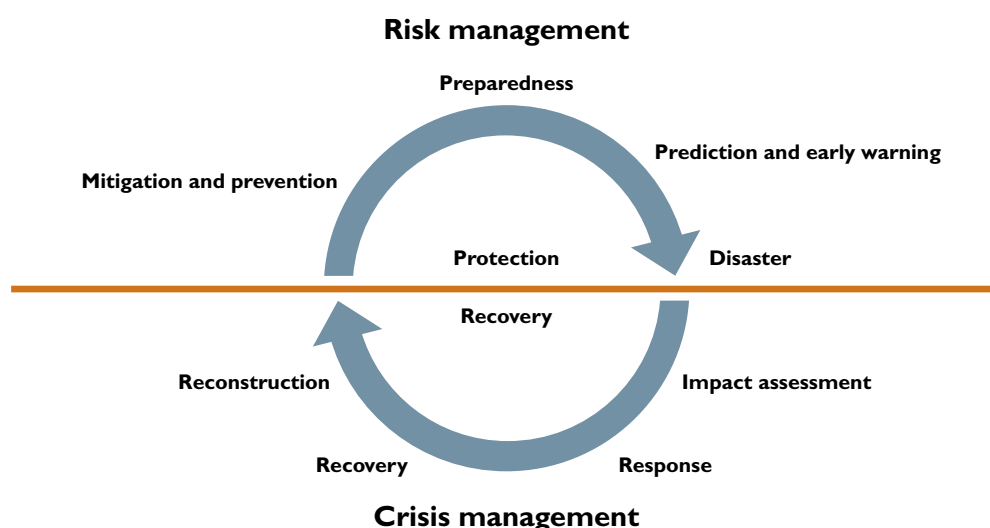 Risk management
Preparedness
Prediction and early warning
Mitigation and prevention
Protection
Disaster
Recovery
Reconstruction
Impact assessment
Recovery
Response
Crisis management